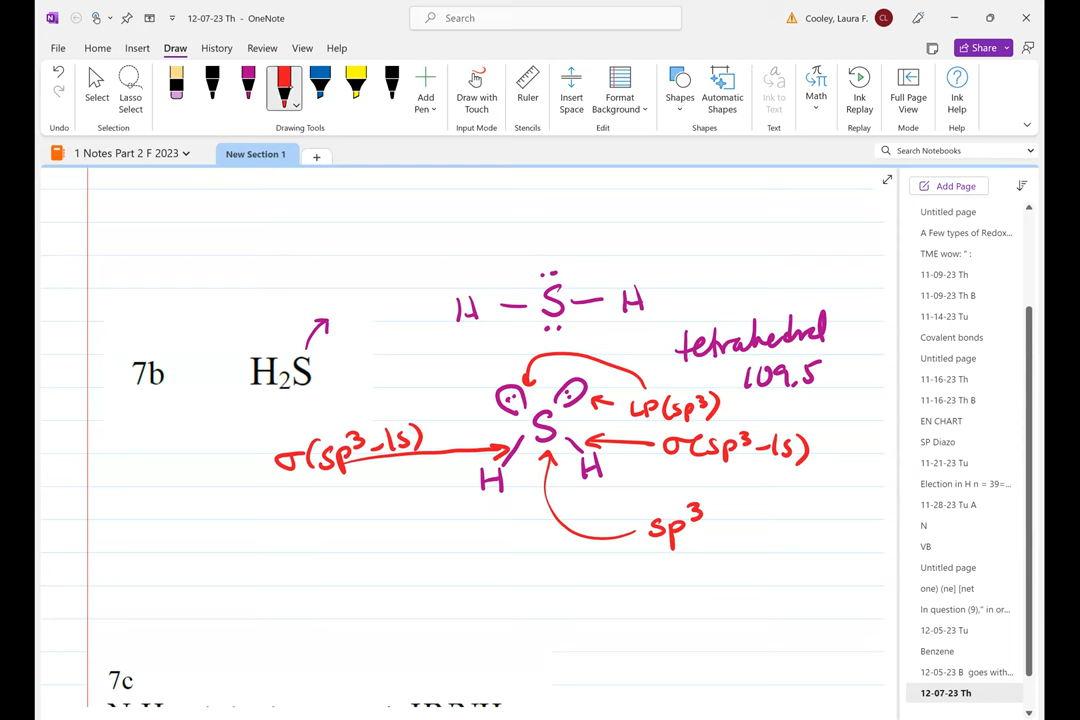 12-07-23 Th - OneNote
Search
Cooley, Laura F.
CL
File Home Insert Draw History Review View Help
Share
Undo
Select
Lasso Select
Add Pen
Draw with Touch
Ruler
Insert Space
Format Background
Shapes
Automatic Shapes
Ink to Text
Math
Ink Replay
Full Page View
Ink Help
Undo Selection Drawing Tools Input Mode Stencils Edit Shapes Text Replay Mode Help
1 Notes Part 2 F 2023
New Section 1
+
Search Notebooks
Add Page
Untitled page
A Few types of Redox...
TME wow: " :
11-09-23 Th
11-09-23 Th B
11-14-23 Tu
Covalent bonds
Untitled page
11-16-23 Th
11-16-23 Th B
EN CHART
SP Diazo
11-21-23 Tu
Election in H n = 39=...
11-28-23 Tu A
N
VB
Untitled page
one) (ne] [net
In question (9)," in or...
12-05-23 Tu
Benzene
12-05-23 B goes with...
12-07-23 Th
H – S – H
tetrahedral
109.5
7b
H₂S
LP(sp³)
S
σ(sp³-1s)
σ(sp³-1s)
H H
sp³
7c